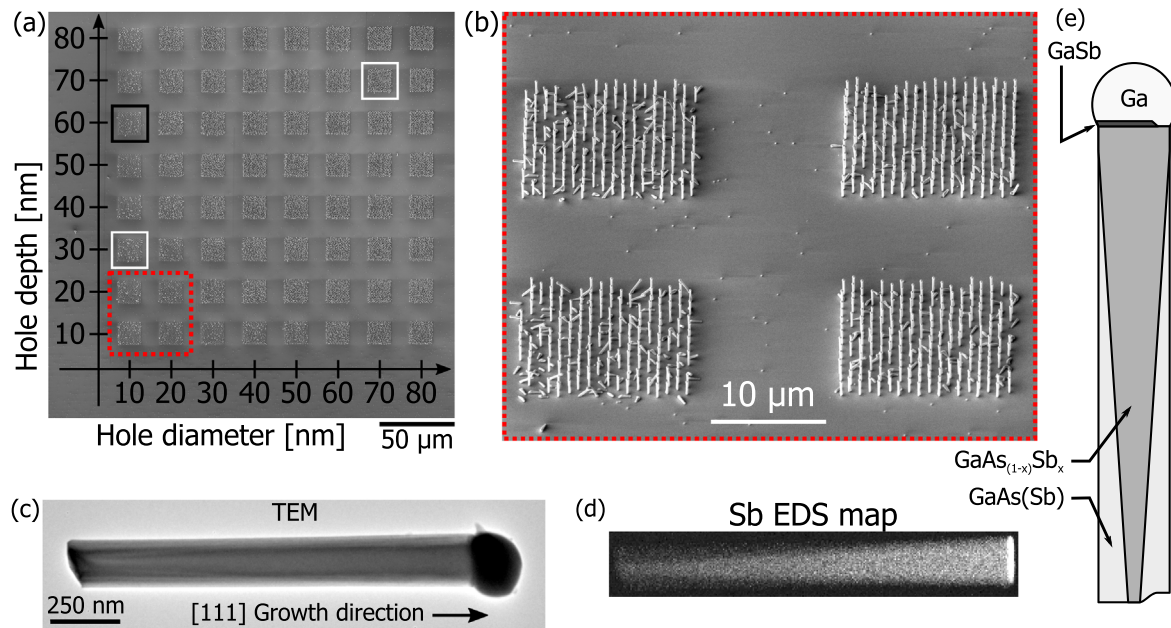 (a)
Hole depth [nm]
80
70
60
50
40
30
20
10
10 20 30 40 50 60 70 80
Hole diameter [nm]
50 µm
(b)
10 µm
(c)
TEM
250 nm
[111] Growth direction
(d)
Sb EDS map
(e)
GaSb
Ga
GaAs(1-x)Sbx
GaAs(Sb)